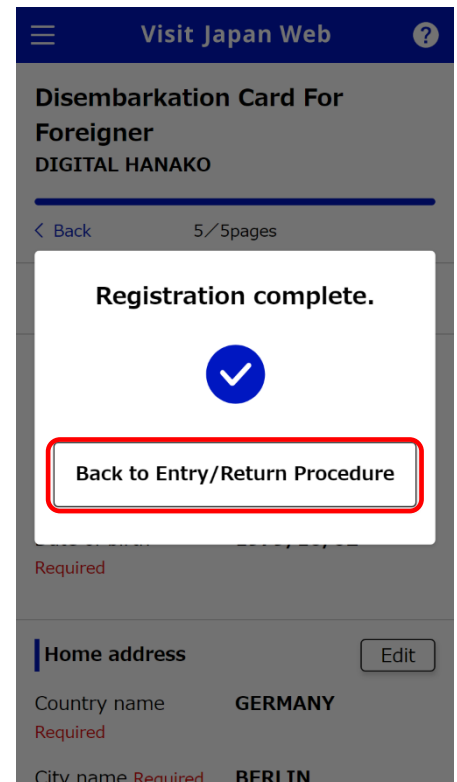 Visit Japan Web ?
Disembarkation Card For
Foreigner
DIGITAL HANAKO
Back 5/5pages
Registration complete.
Back to Entry/Return Procedure
Required
Home address Edit
Country name GERMANY
Required
City name Required BERLIN